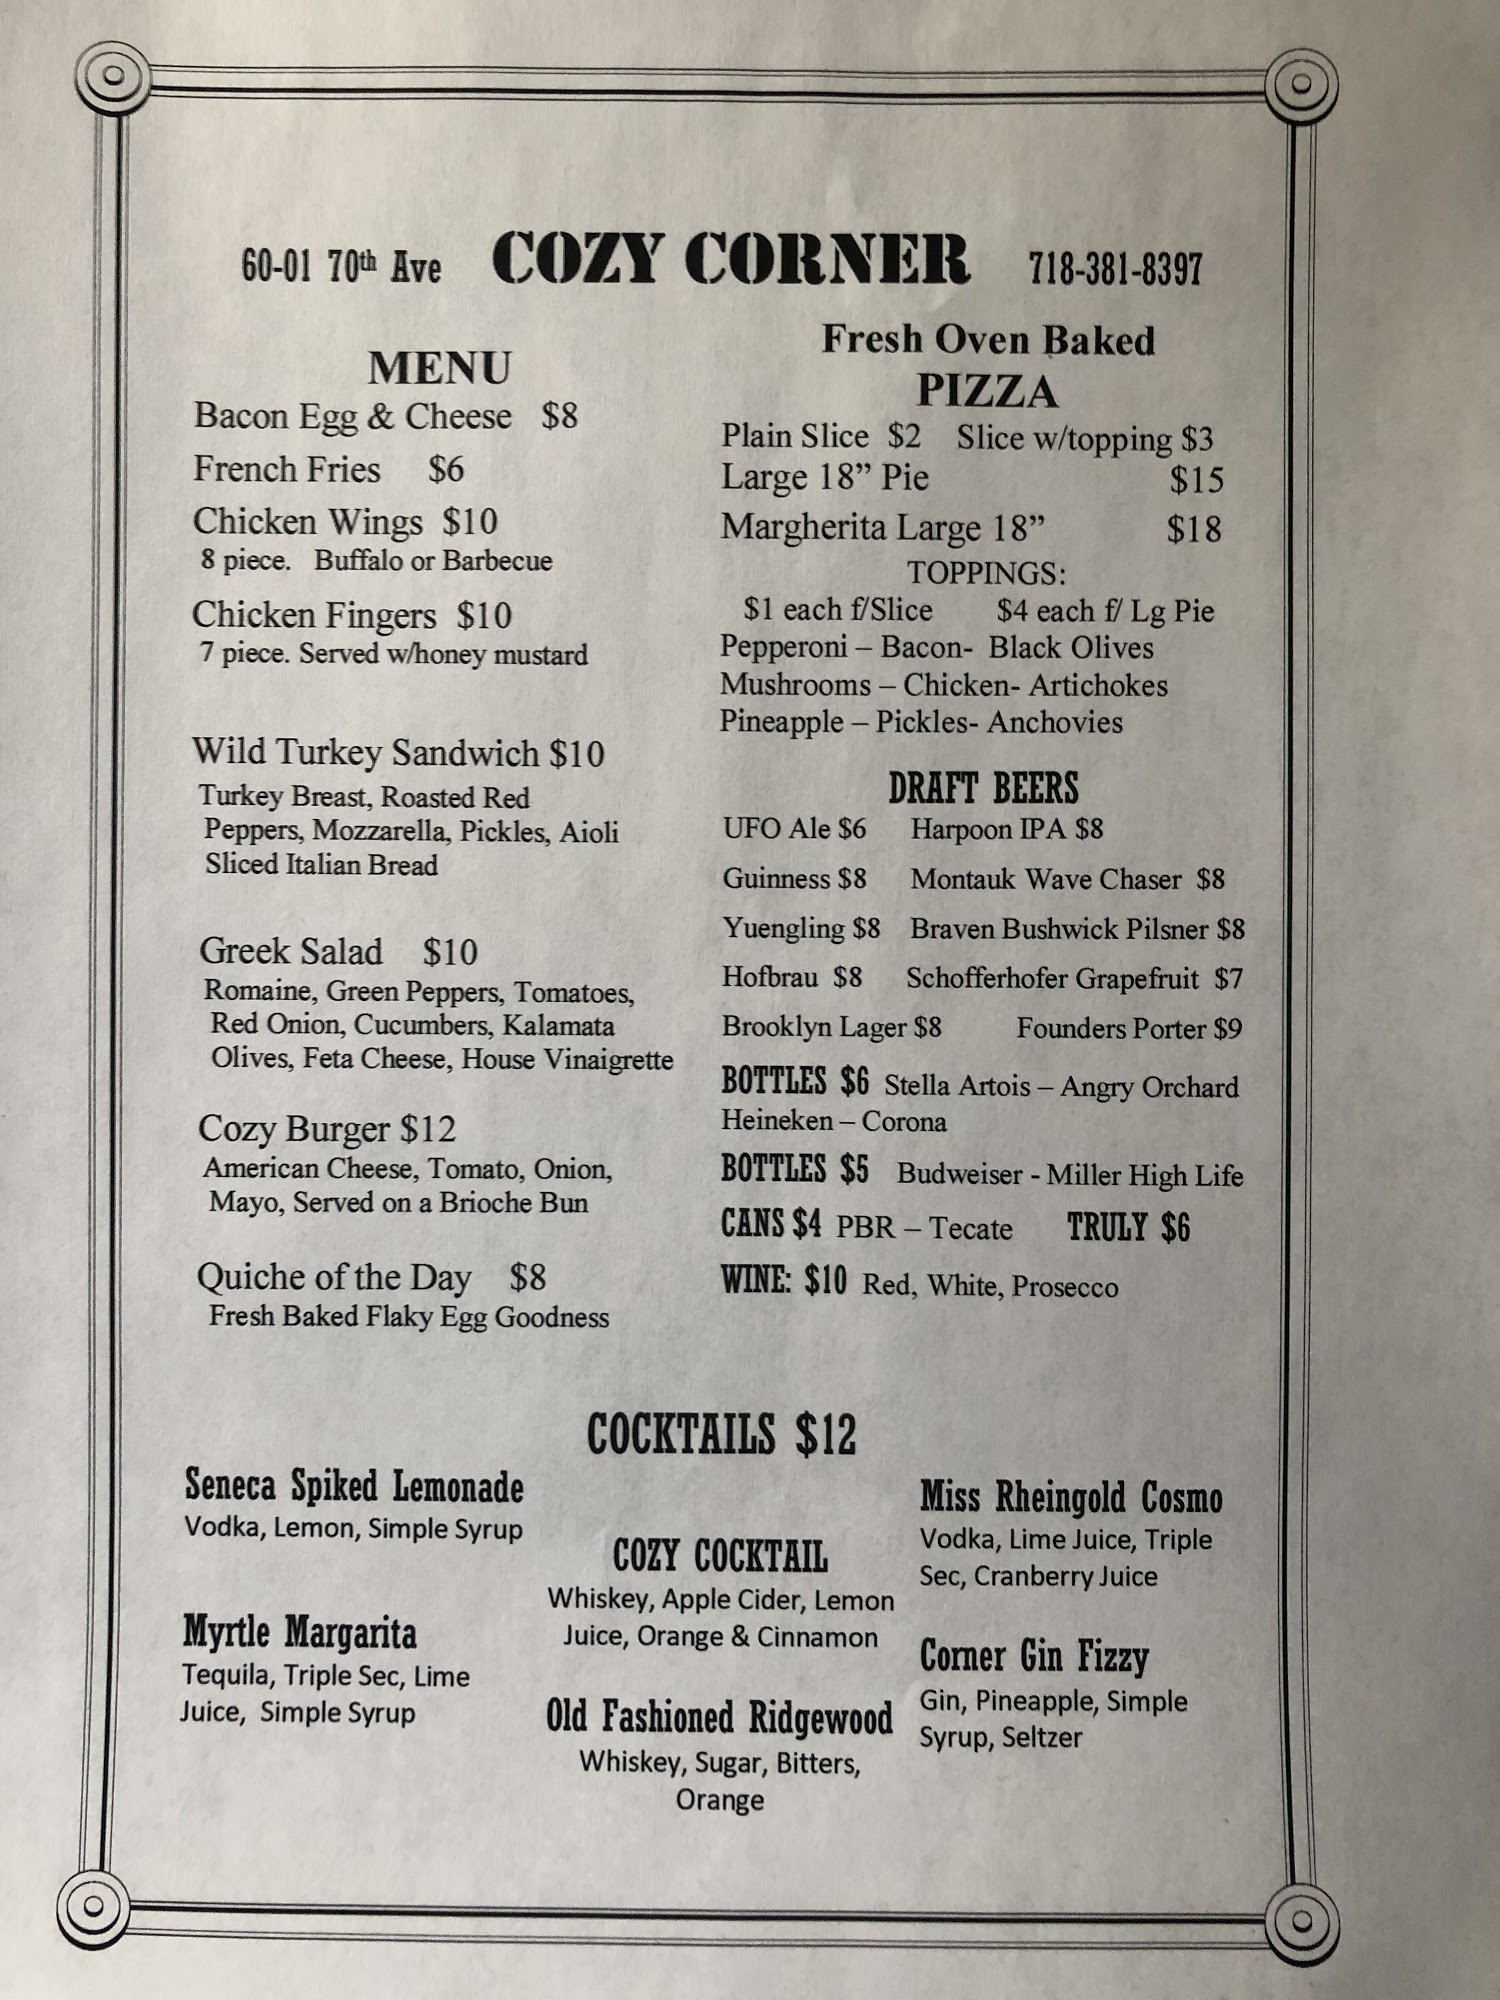 60-01 70th Ave COZY CORNER 718-381-8397
MENU
Bacon Egg & Cheese $8
French Fries $6
Chicken Wings $10
8 piece. Buffalo or Barbecue
Chicken Fingers $10
7 piece. Served w/honey mustard
Wild Turkey Sandwich $10
Turkey Breast, Roasted Red
Peppers, Mozzarella, Pickles, Aioli
Sliced Italian Bread
Greek Salad $10
Romaine, Green Peppers, Tomatoes,
Red Onion, Cucumbers, Kalamata
Olives, Feta Cheese, House Vinaigrette
Cozy Burger $12
American Cheese, Tomato, Onion,
Mayo, Served on a Brioche Bun
Quiche of the Day $8
Fresh Baked Flaky Egg Goodness
Fresh Oven Baked
PIZZA
Plain Slice $2 Slice w/topping $3
Large 18” Pie $15
Margherita Large 18” $18
TOPPINGS:
$1 each f/Slice $4 each f/ Lg Pie
Pepperoni – Bacon- Black Olives
Mushrooms – Chicken- Artichokes
Pineapple – Pickles- Anchovies
DRAFT BEERS
UFO Ale $6 Harpoon IPA $8
Guinness $8 Montauk Wave Chaser $8
Yuengling $8 Braven Bushwick Pilsner $8
Hofbrau $8 Schofferhofer Grapefruit $7
Brooklyn Lager $8 Founders Porter $9
BOTTLES $6 Stella Artois – Angry Orchard
Heineken – Corona
BOTTLES $5 Budweiser - Miller High Life
CANS $4 PBR – Tecate TRULY $6
WINE: $10 Red, White, Prosecco
COCKTAILS $12
Seneca Spiked Lemonade
Vodka, Lemon, Simple Syrup
Myrtle Margarita
Tequila, Triple Sec, Lime
Juice, Simple Syrup
COZY COCKTAIL
Whiskey, Apple Cider, Lemon
Juice, Orange & Cinnamon
Old Fashioned Ridgewood
Whiskey, Sugar, Bitters,
Orange
Miss Rheingold Cosmo
Vodka, Lime Juice, Triple
Sec, Cranberry Juice
Corner Gin Fizzy
Gin, Pineapple, Simple
Syrup, Seltzer